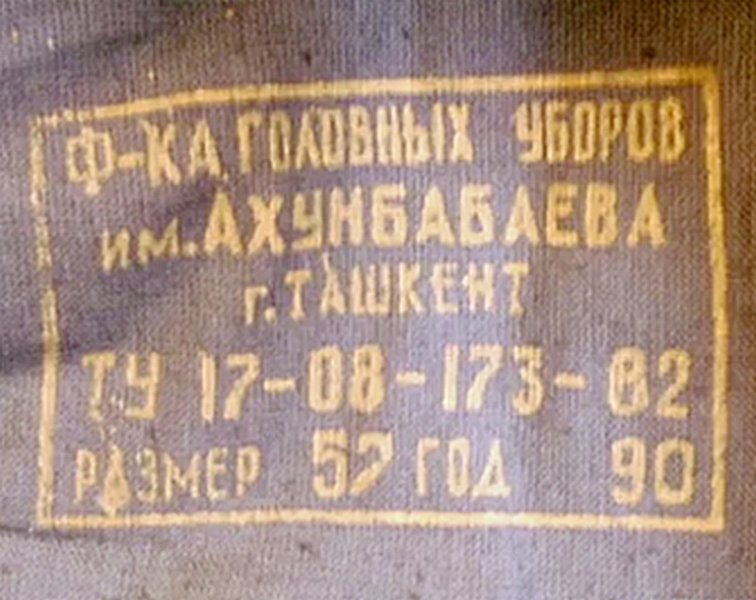 Ф-КА ГОЛОВНЫХ УБОРОВ
им. АХУНБАБАЕВА
г. ТАШКЕНТ
ТУ 17-08-173-82
РАЗМЕР 57 ГОД 90